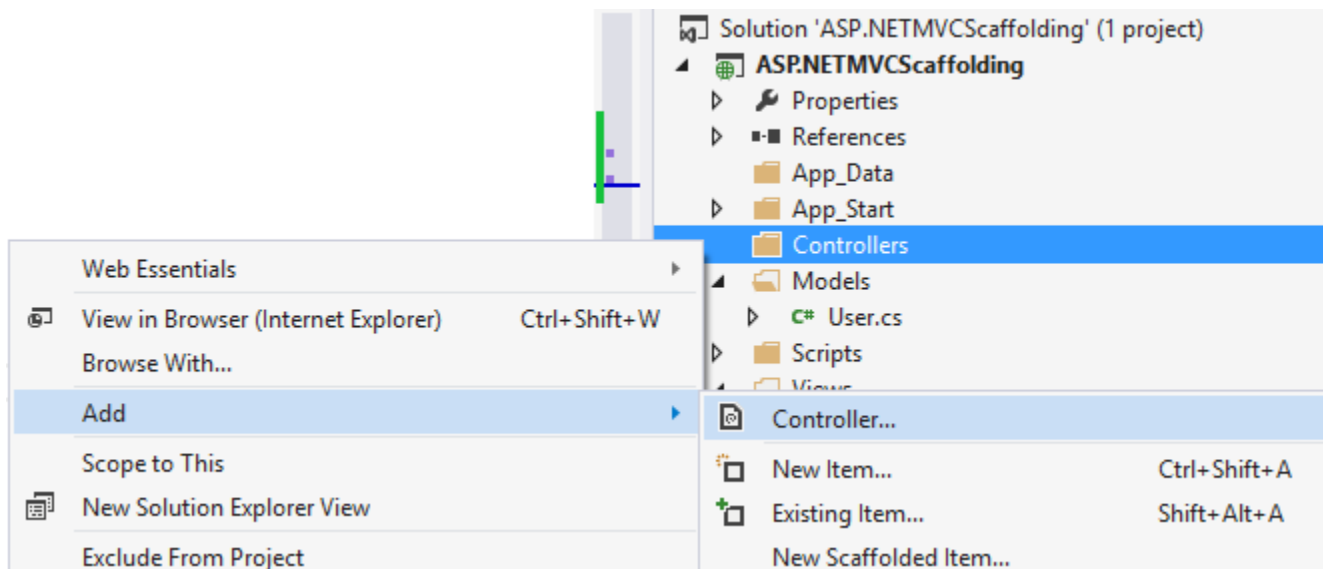 Solution 'ASP.NETMVCScaffolding' (1 project)
ASP.NETMVCScaffolding
Properties
References
App_Data
App_Start
Controllers
Models
C# User.cs
Scripts
Views
Web Essentials
View in Browser (Internet Explorer) Ctrl+Shift+W
Browse With...
Add
Scope to This
New Solution Explorer View
Exclude From Project
Controller...
New Item... Ctrl+Shift+A
Existing Item... Shift+Alt+A
New Scaffolded Item...